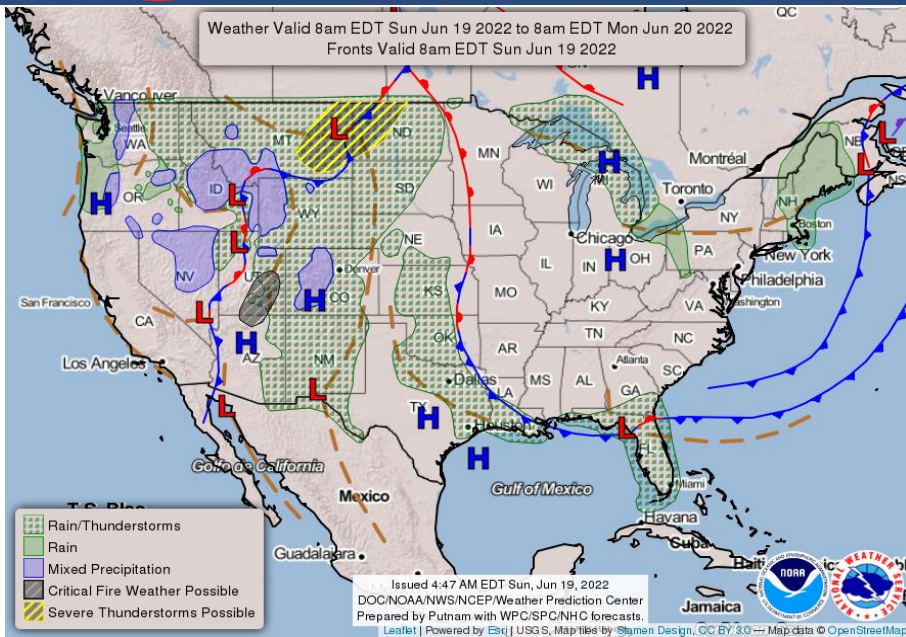 Weather Valid 8am EDT Sun Jun 19 2022 to 8am EDT Mon Jun 20 2022
Fronts Valid 8am EDT Sun Jun 19 2022
QC
H
Vancouver
Seattle
WA
MT
L
ND
MN
Montréal
NB
L
L
NS
OR
H
ID
L
WY
SD
WI
H
MI
Toronto
NY
NH
Boston
L
NV
UT
Denver
CO
H
NE
IA
Chicago
IL
IN
H
OH
PA
New York
Philadelphia
Washington
San Francisco
CA
L
KS
MO
KY
VA
Los Angeles
H
AZ
NM
OK
AR
TN
NC
Atlanta
SC
L
L
Dallas
TX
H
LA
MS
AL
GA
L
FL
Houston
H
Golfo de California
Mexico
Gulf of Mexico
Miami
Havana
Cuba
Guadalajara
Jamaica
Rain/Thunderstorms
Rain
Mixed Precipitation
Critical Fire Weather Possible
Severe Thunderstorms Possible
Issued 4:47 AM EDT Sun, Jun 19, 2022
DOC/NOAA/NWS/NCEP/Weather Prediction Center
Prepared by Putnam with WPC/SPC/NHC forecasts.
NOAA
NATIONAL WEATHER SERVICE
Leaflet | Powered by Esri | USGS, Map tiles by Stamen Design, CC BY 3.0 — Map data © OpenStreetMap